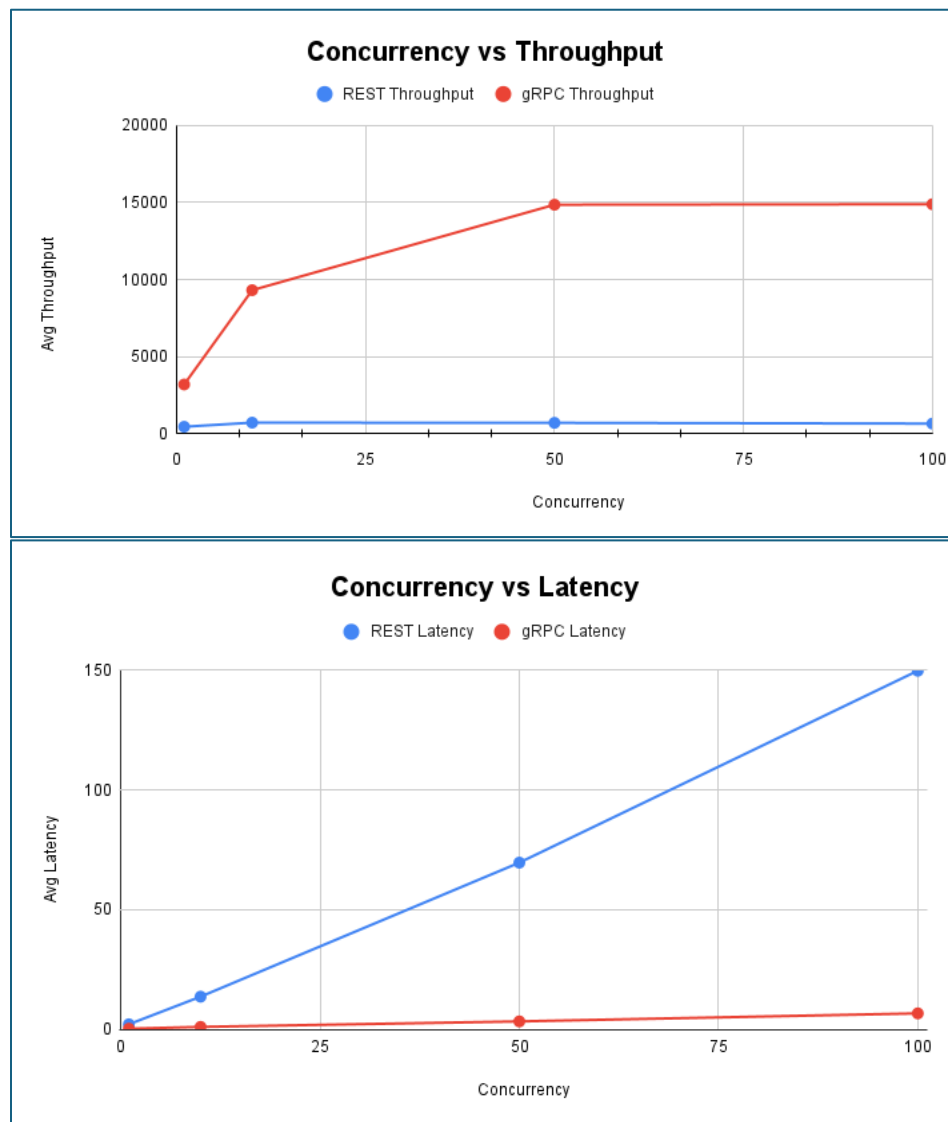 Concurrency vs Throughput
REST Throughput gRPC Throughput
20000
15000
10000
5000
0
Avg Throughput
0 25 50 75 100
Concurrency
Concurrency vs Latency
REST Latency gRPC Latency
150
100
50
0
Avg Latency
0 25 50 75 100
Concurrency